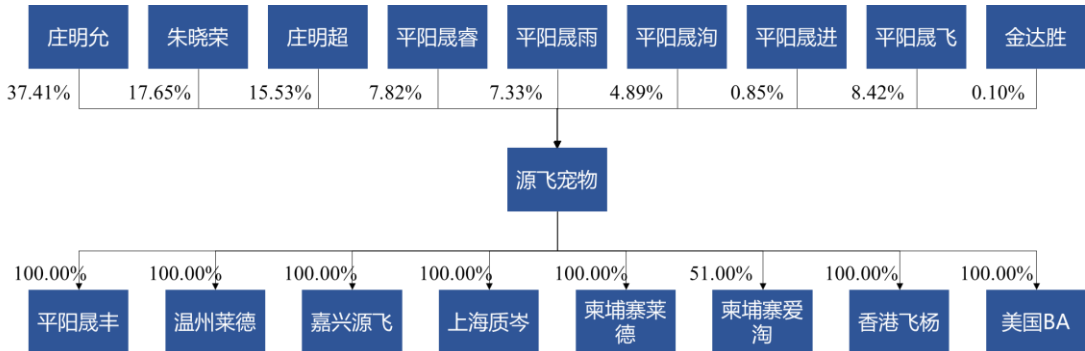 庄明允
朱晓荣
庄明超
平阳晟睿
平阳晟雨
平阳晟洵
平阳晟进
平阳晟飞
金达胜
37.41%
17.65%
15.53%
7.82%
7.33%
4.89%
0.85%
8.42%
0.10%
源飞宠物
100.00%
100.00%
100.00%
100.00%
100.00%
51.00%
100.00%
100.00%
平阳晟丰
温州莱德
嘉兴源飞
上海质岑
柬埔寨莱
德
柬埔寨爱
淘
香港飞杨
美国BA